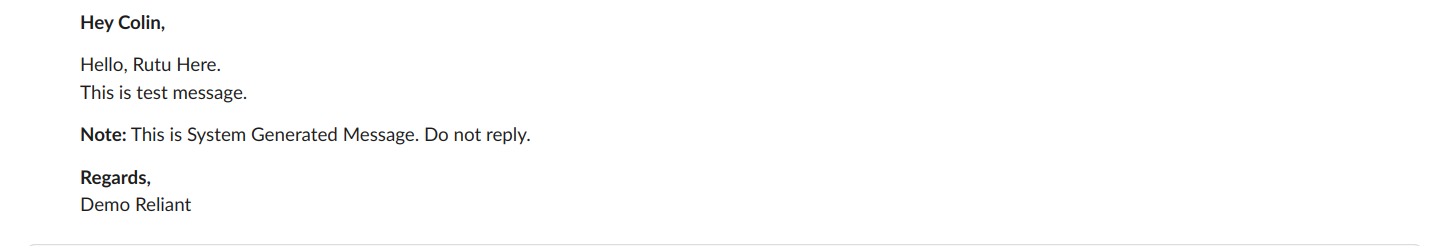 Hey Colin,
Hello, Rutu Here.
This is test message.
Note: This is System Generated Message. Do not reply.
Regards,
Demo Reliant